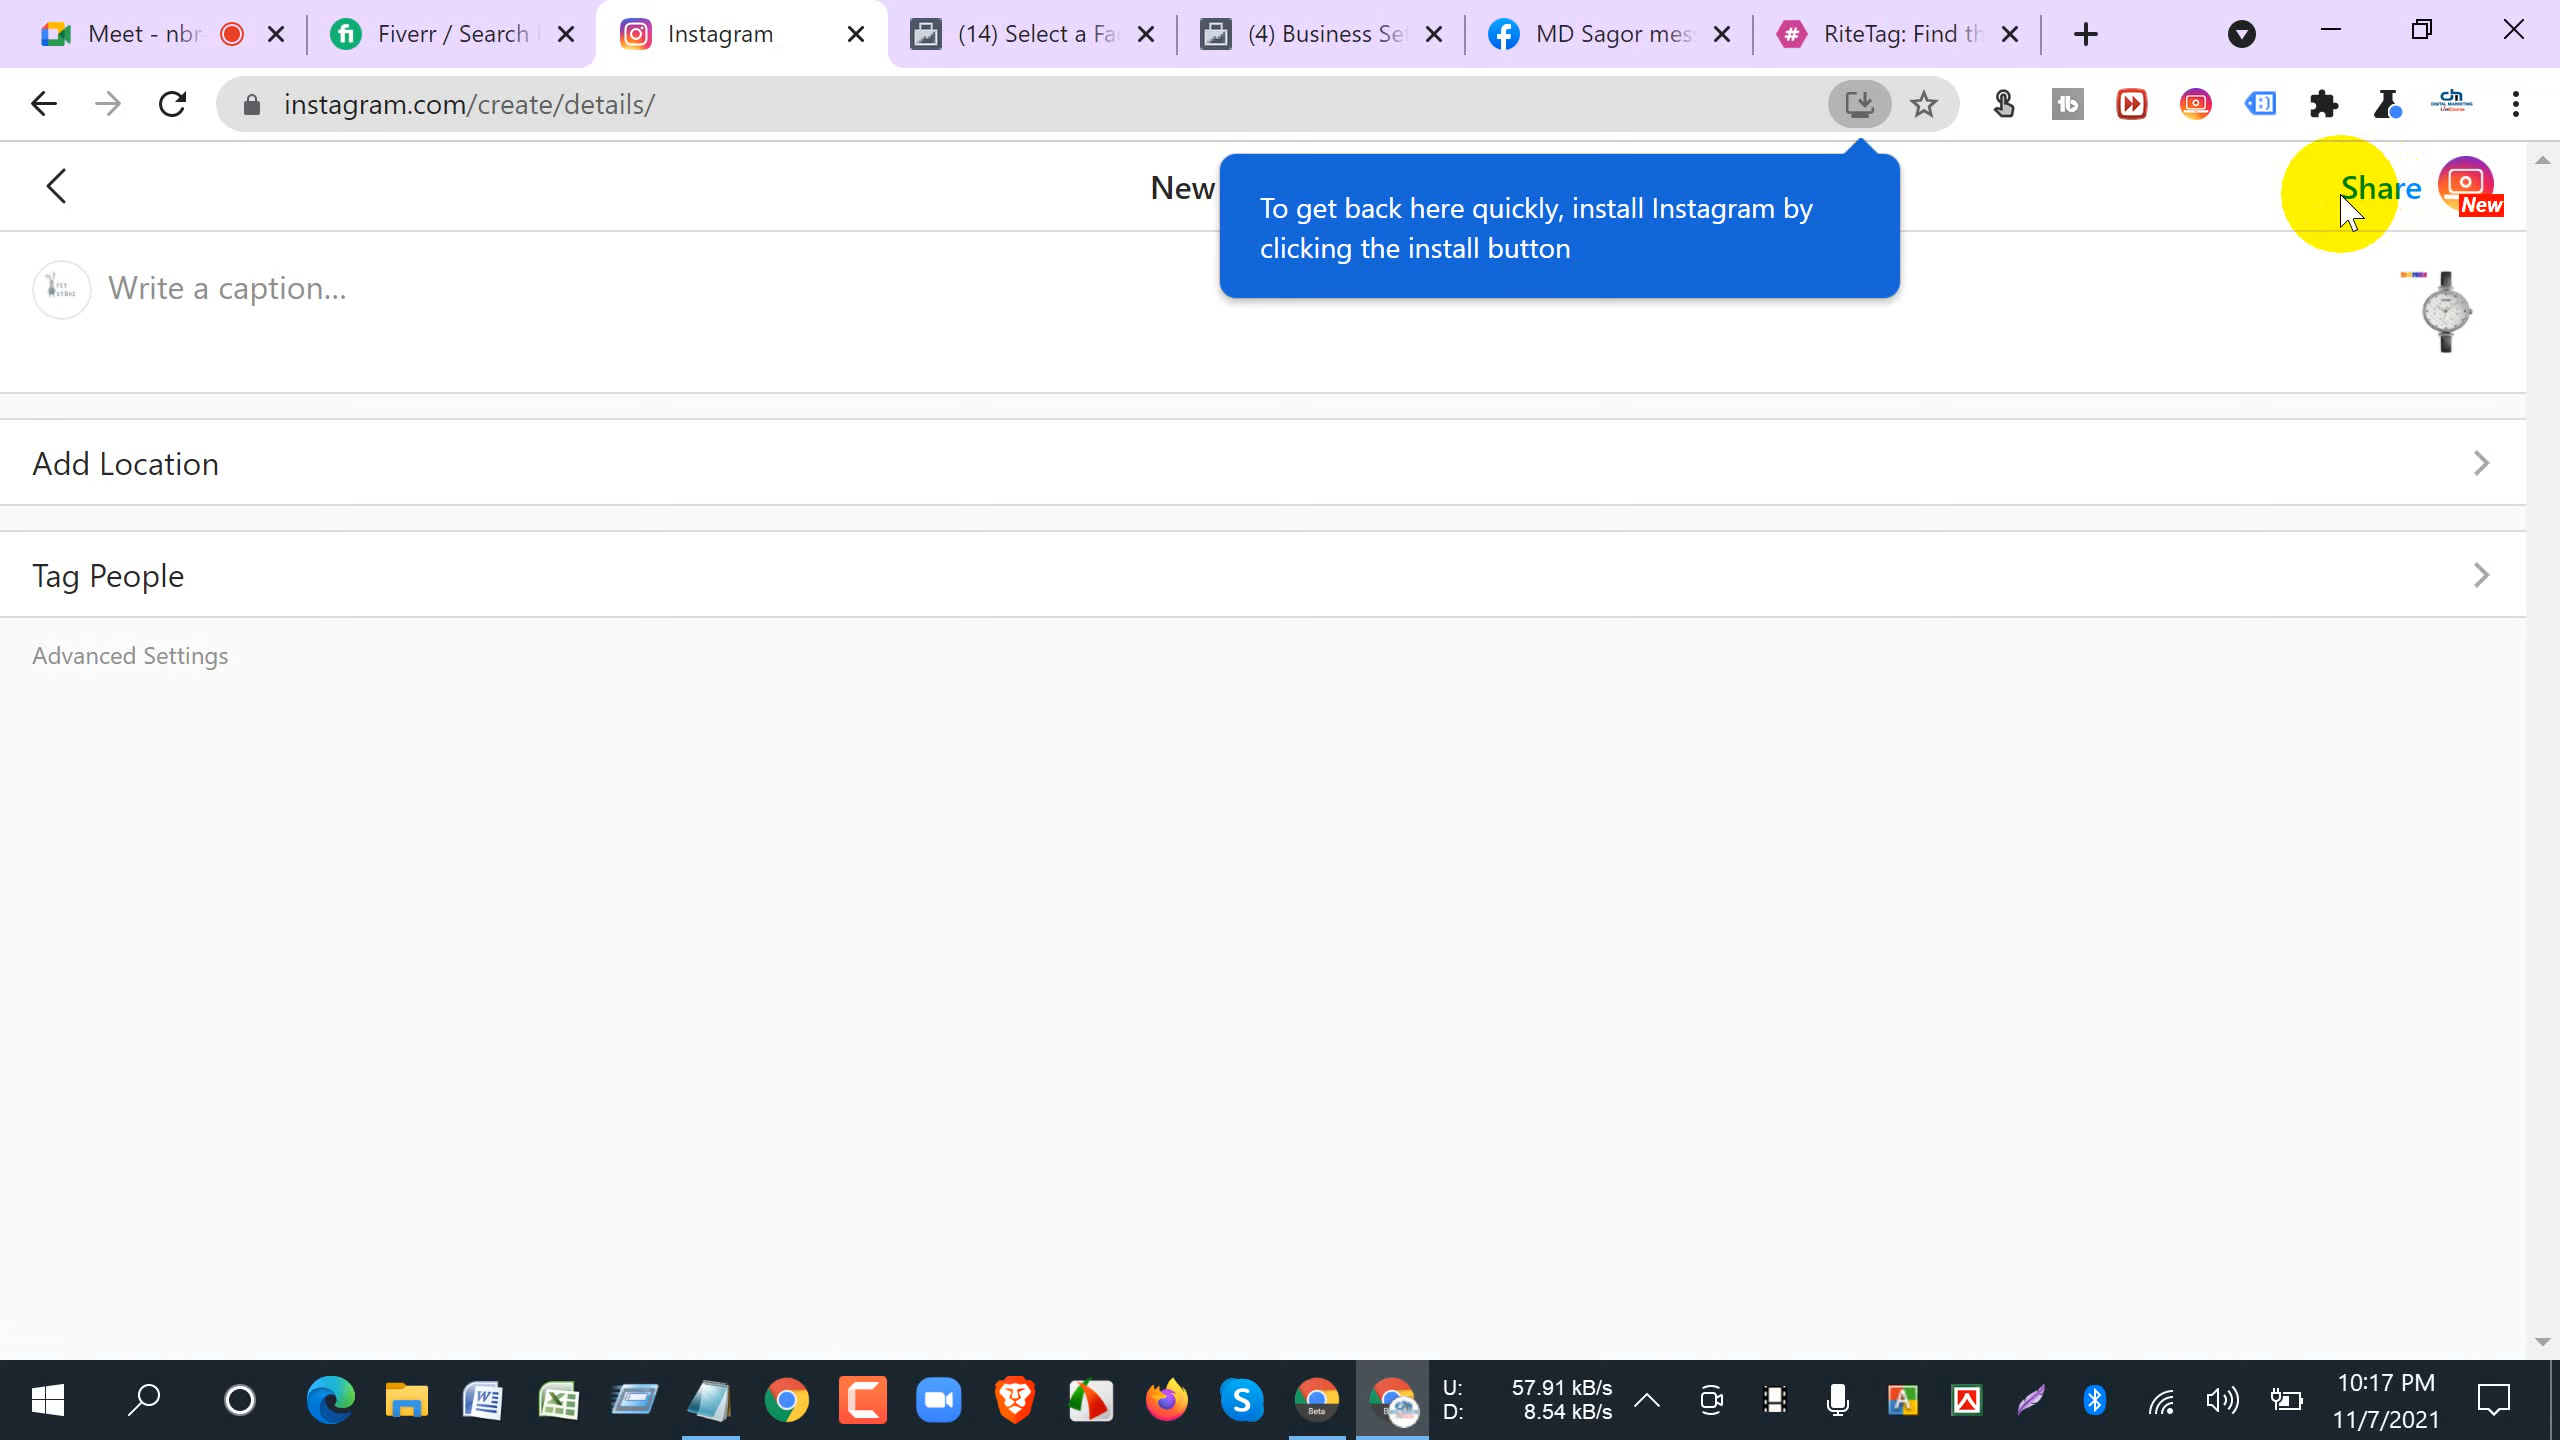 Meet - nbr
Fiverr / Search
Instagram
(14) Select a Fa
(4) Business Set
MD Sagor mes
RiteTag: Find th
instagram.com/create/details/
New
To get back here quickly, install Instagram by
clicking the install button
Share
New
Write a caption...
Add Location
Tag People
Advanced Settings
U: 57.91 kB/s
D: 8.54 kB/s
10:17 PM
11/7/2021